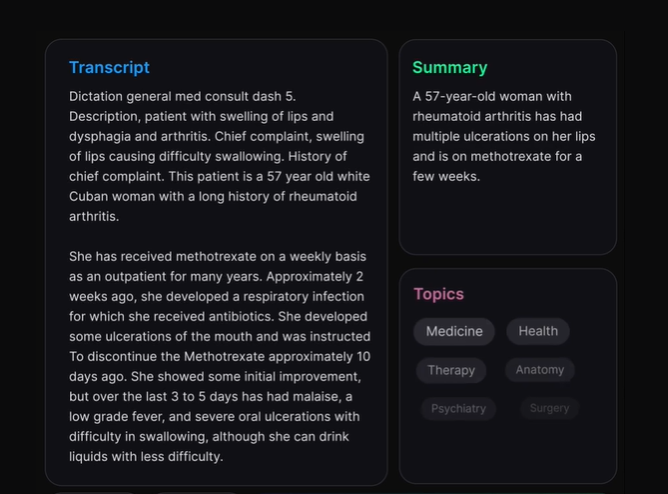 Transcript
Dictation general med consult dash 5.
Description, patient with swelling of lips and
dysphagia and arthritis. Chief complaint, swelling
of lips causing difficulty swallowing. History of
chief complaint. This patient is a 57 year old white
Cuban woman with a long history of rheumatoid
arthritis.
She has received methotrexate on a weekly basis
as an outpatient for many years. Approximately 2
weeks ago, she developed a respiratory infection
for which she received antibiotics. She developed
some ulcerations of the mouth and was instructed
To discontinue the Methotrexate approximately 10
days ago. She showed some initial improvement,
but over the last 3 to 5 days has had malaise, a
low grade fever, and severe oral ulcerations with
difficulty in swallowing, although she can drink
liquids with less difficulty.
Summary
A 57-year-old woman with
rheumatoid arthritis has had
multiple ulcerations on her lips
and is on methotrexate for a
few weeks.
Topics
Medicine
Health
Therapy
Anatomy
Psychiatry
Surgery